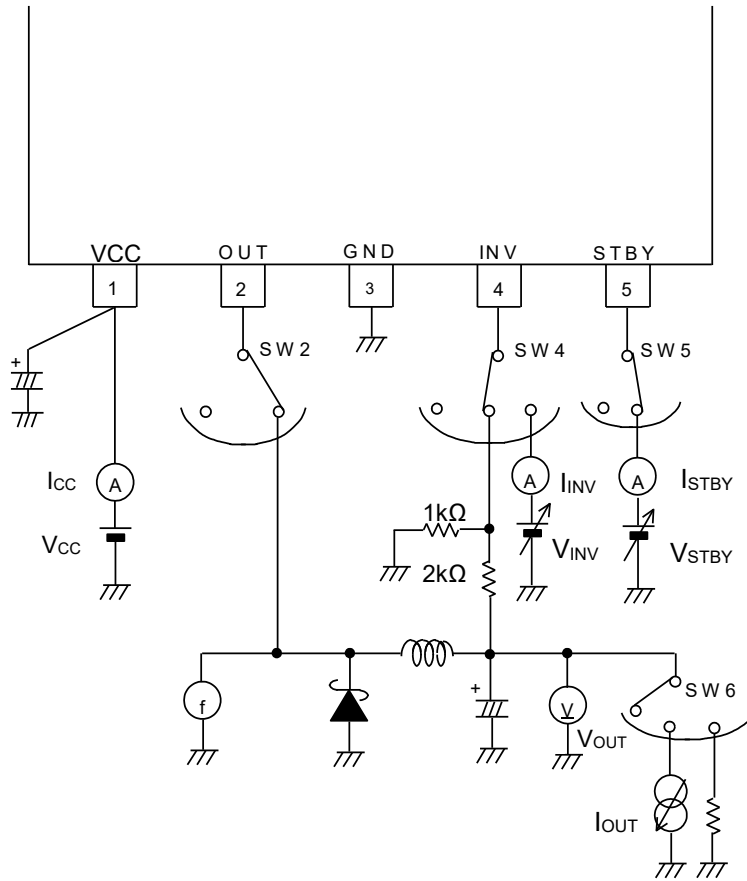 VCC OUT GND INV STBY
1 2 3 4 5
SW2 SW4 SW5
+
ICC A
VCC
A IINV
VINV
A ISTBY
VSTBY
1kΩ
2kΩ
f
+
V
VOUT
SW6
IOUT